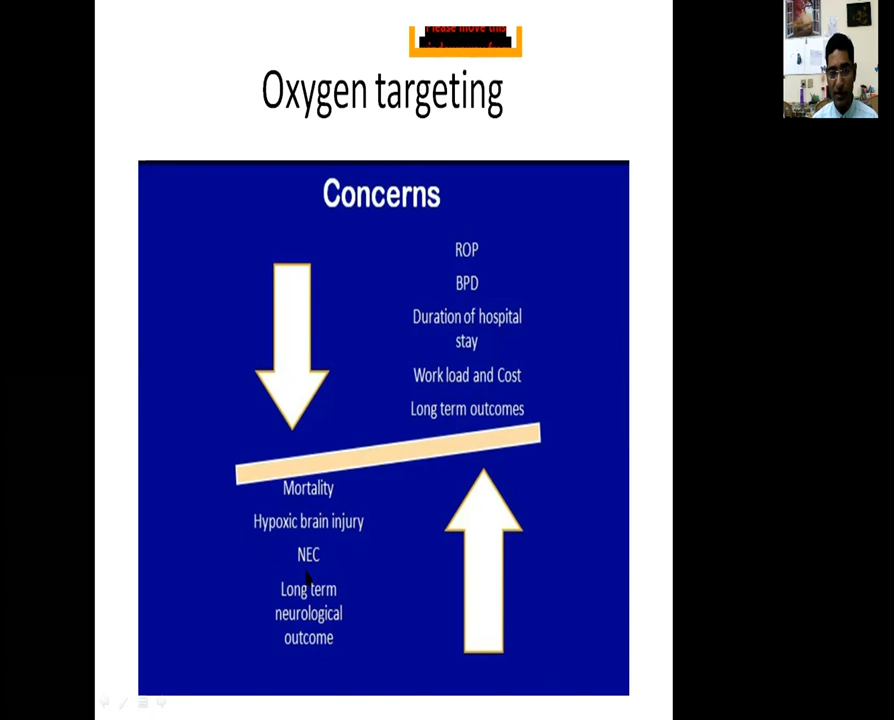 Please move this
Oxygen targeting
Concerns
ROP
BPD
Duration of hospital
stay
Work load and Cost
Long term outcomes
Mortality
Hypoxic brain injury
NEC
Long term
neurological
outcome